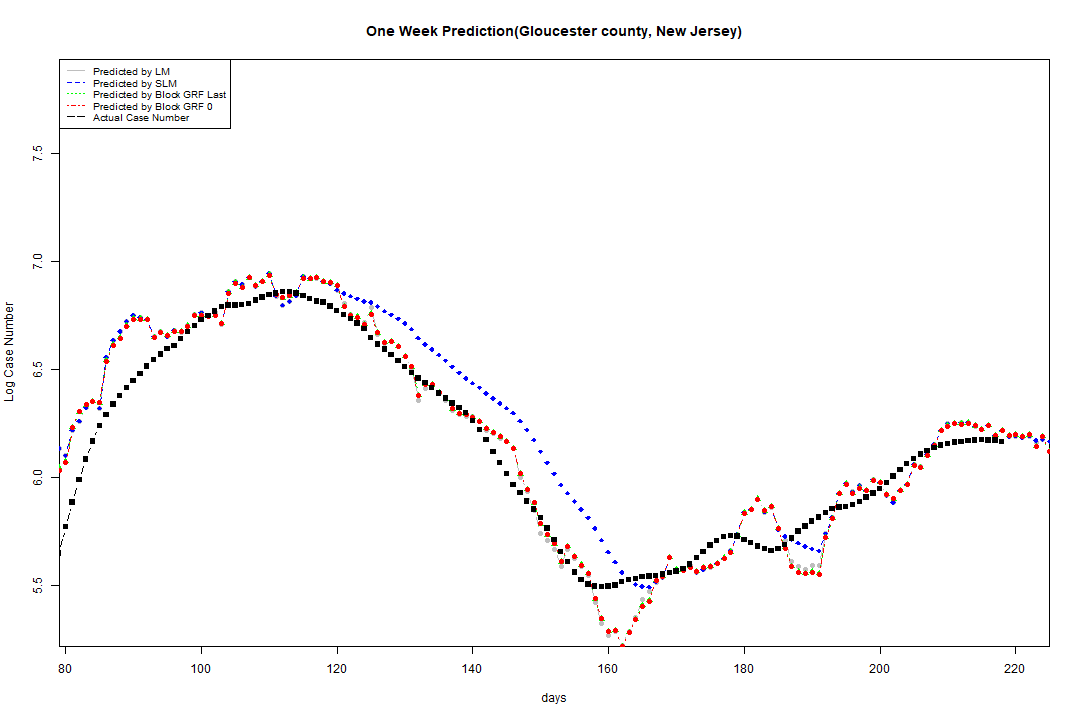 One Week Prediction(Gloucester county, New Jersey)
Predicted by LM
Predicted by SLM
Predicted by Block GRF Last
Predicted by Block GRF 0
Actual Case Number
Log Case Number
7.5
7.0
6.5
6.0
5.5
80 100 120 140 160 180 200 220
days